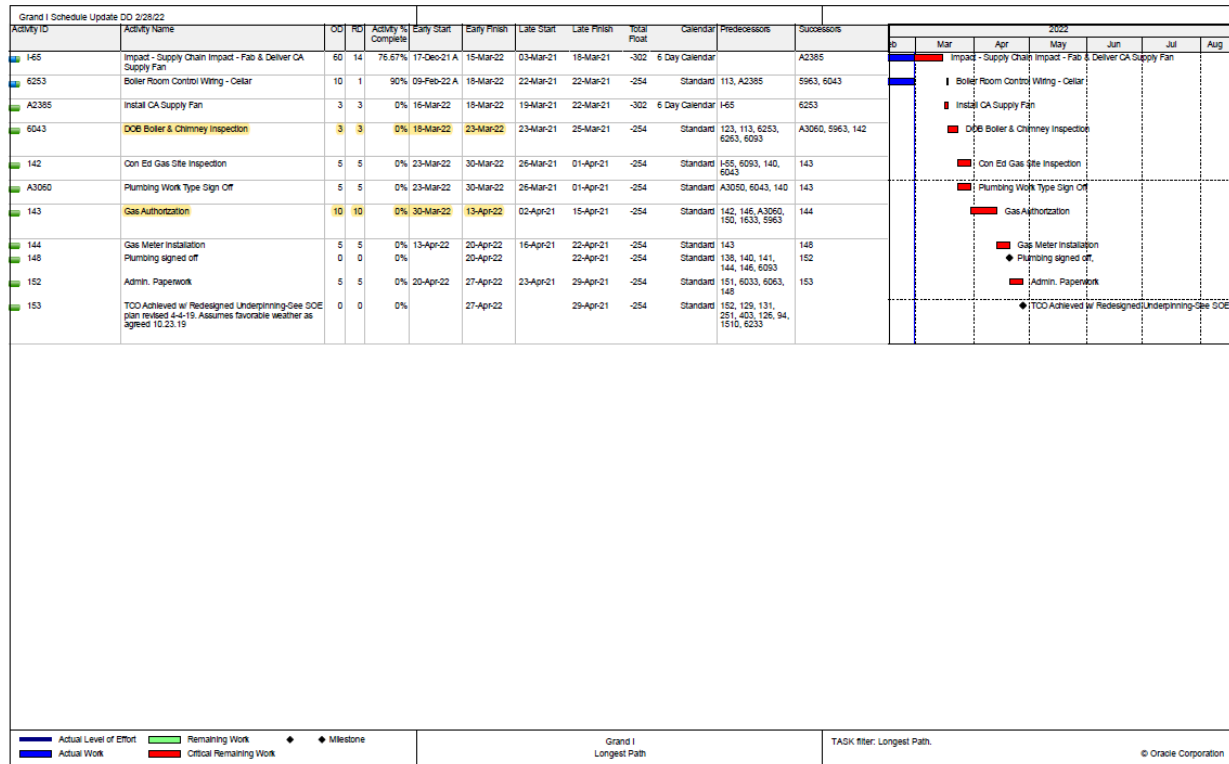 Grand I Schedule Update DD 2/28/22
Activity ID Activity Name OD RD Activity % Complete Early Start Early Finish Late Start Late Finish Total Float Calendar Predecessors Successors
2022
eb Mar Apr May Jun Jul Aug
I-65 Impact - Supply Chain Impact - Fab & Deliver CA 60 14 76.67% 17-Dec-21 A 15-Mar-22 03-Mar-21 18-Mar-21 -302 6 Day Calendar A2385 Impact - Supply Chain Impact - Fab & Deliver CA Supply Fan
Supply Fan
6253 Boiler Room Control Wiring - Cellar 10 1 90% 09-Feb-22 A 18-Mar-22 22-Mar-21 22-Mar-21 -254 Standard 113, A2385 5963, 6043 Boiler Room Control Wiring - Cellar
A2385 Install CA Supply Fan 3 3 0% 16-Mar-22 18-Mar-22 19-Mar-21 22-Mar-21 -302 6 Day Calendar I-65 6253 Install CA Supply Fan
6043 DOB Boiler & Chimney Inspection 3 3 0% 18-Mar-22 23-Mar-22 23-Mar-21 25-Mar-21 -254 Standard 123, 113, 6253, A3060, 5963, 142 DOB Boiler & Chimney Inspection
6263, 6093
142 Con Ed Gas Site Inspection 5 5 0% 23-Mar-22 30-Mar-22 26-Mar-21 01-Apr-21 -254 Standard I-55, 6093, 140, 143 Con Ed Gas Site Inspection
6043
A3060 Plumbing Work Type Sign Off 5 5 0% 23-Mar-22 30-Mar-22 26-Mar-21 01-Apr-21 -254 Standard A3050, 6043, 140 143 Plumbing Work Type Sign Off
143 Gas Authorization 10 10 0% 30-Mar-22 13-Apr-22 02-Apr-21 15-Apr-21 -254 Standard 142, 146, A3060, 144 Gas Authorization
150, 1633, 5963
144 Gas Meter Installation 5 5 0% 13-Apr-22 20-Apr-22 16-Apr-21 22-Apr-21 -254 Standard 143 148 Gas Meter Installation
148 Plumbing signed off 0 0 0% 20-Apr-22 22-Apr-21 -254 Standard 138, 140, 141, 152 Plumbing signed off,
144, 146, 6093
152 Admin. Paperwork 5 5 0% 20-Apr-22 27-Apr-22 23-Apr-21 29-Apr-21 -254 Standard 151, 6033, 6063, 153 Admin. Paperwork
148
153 TCO Achieved w/ Redesigned Underpinning-See SOE 0 0 0% 27-Apr-22 29-Apr-21 -254 Standard 152, 129, 131, TCO Achieved w/ Redesigned Underpinning-See SOE
plan revised 4-4-19. Assumes favorable weather as 251, 403, 126, 94,
agreed 10.23.19 1510, 6233
Actual Level of Effort Remaining Work Milestone
Actual Work Critical Remaining Work
Grand I
Longest Path
TASK filter: Longest Path.
© Oracle Corporation